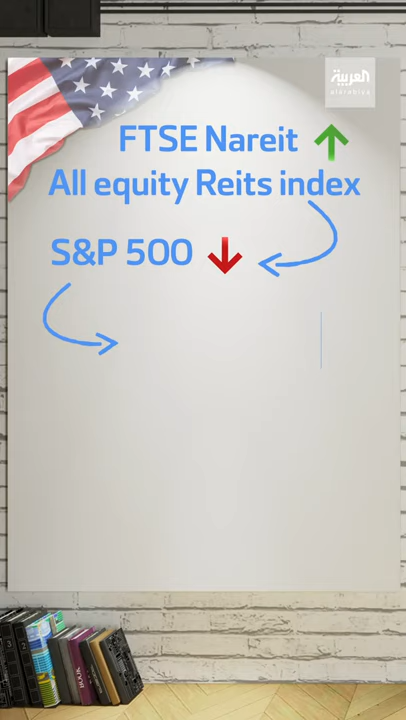 العربية
alarabiya
FTSE Nareit
All equity Reits index
S&P 500